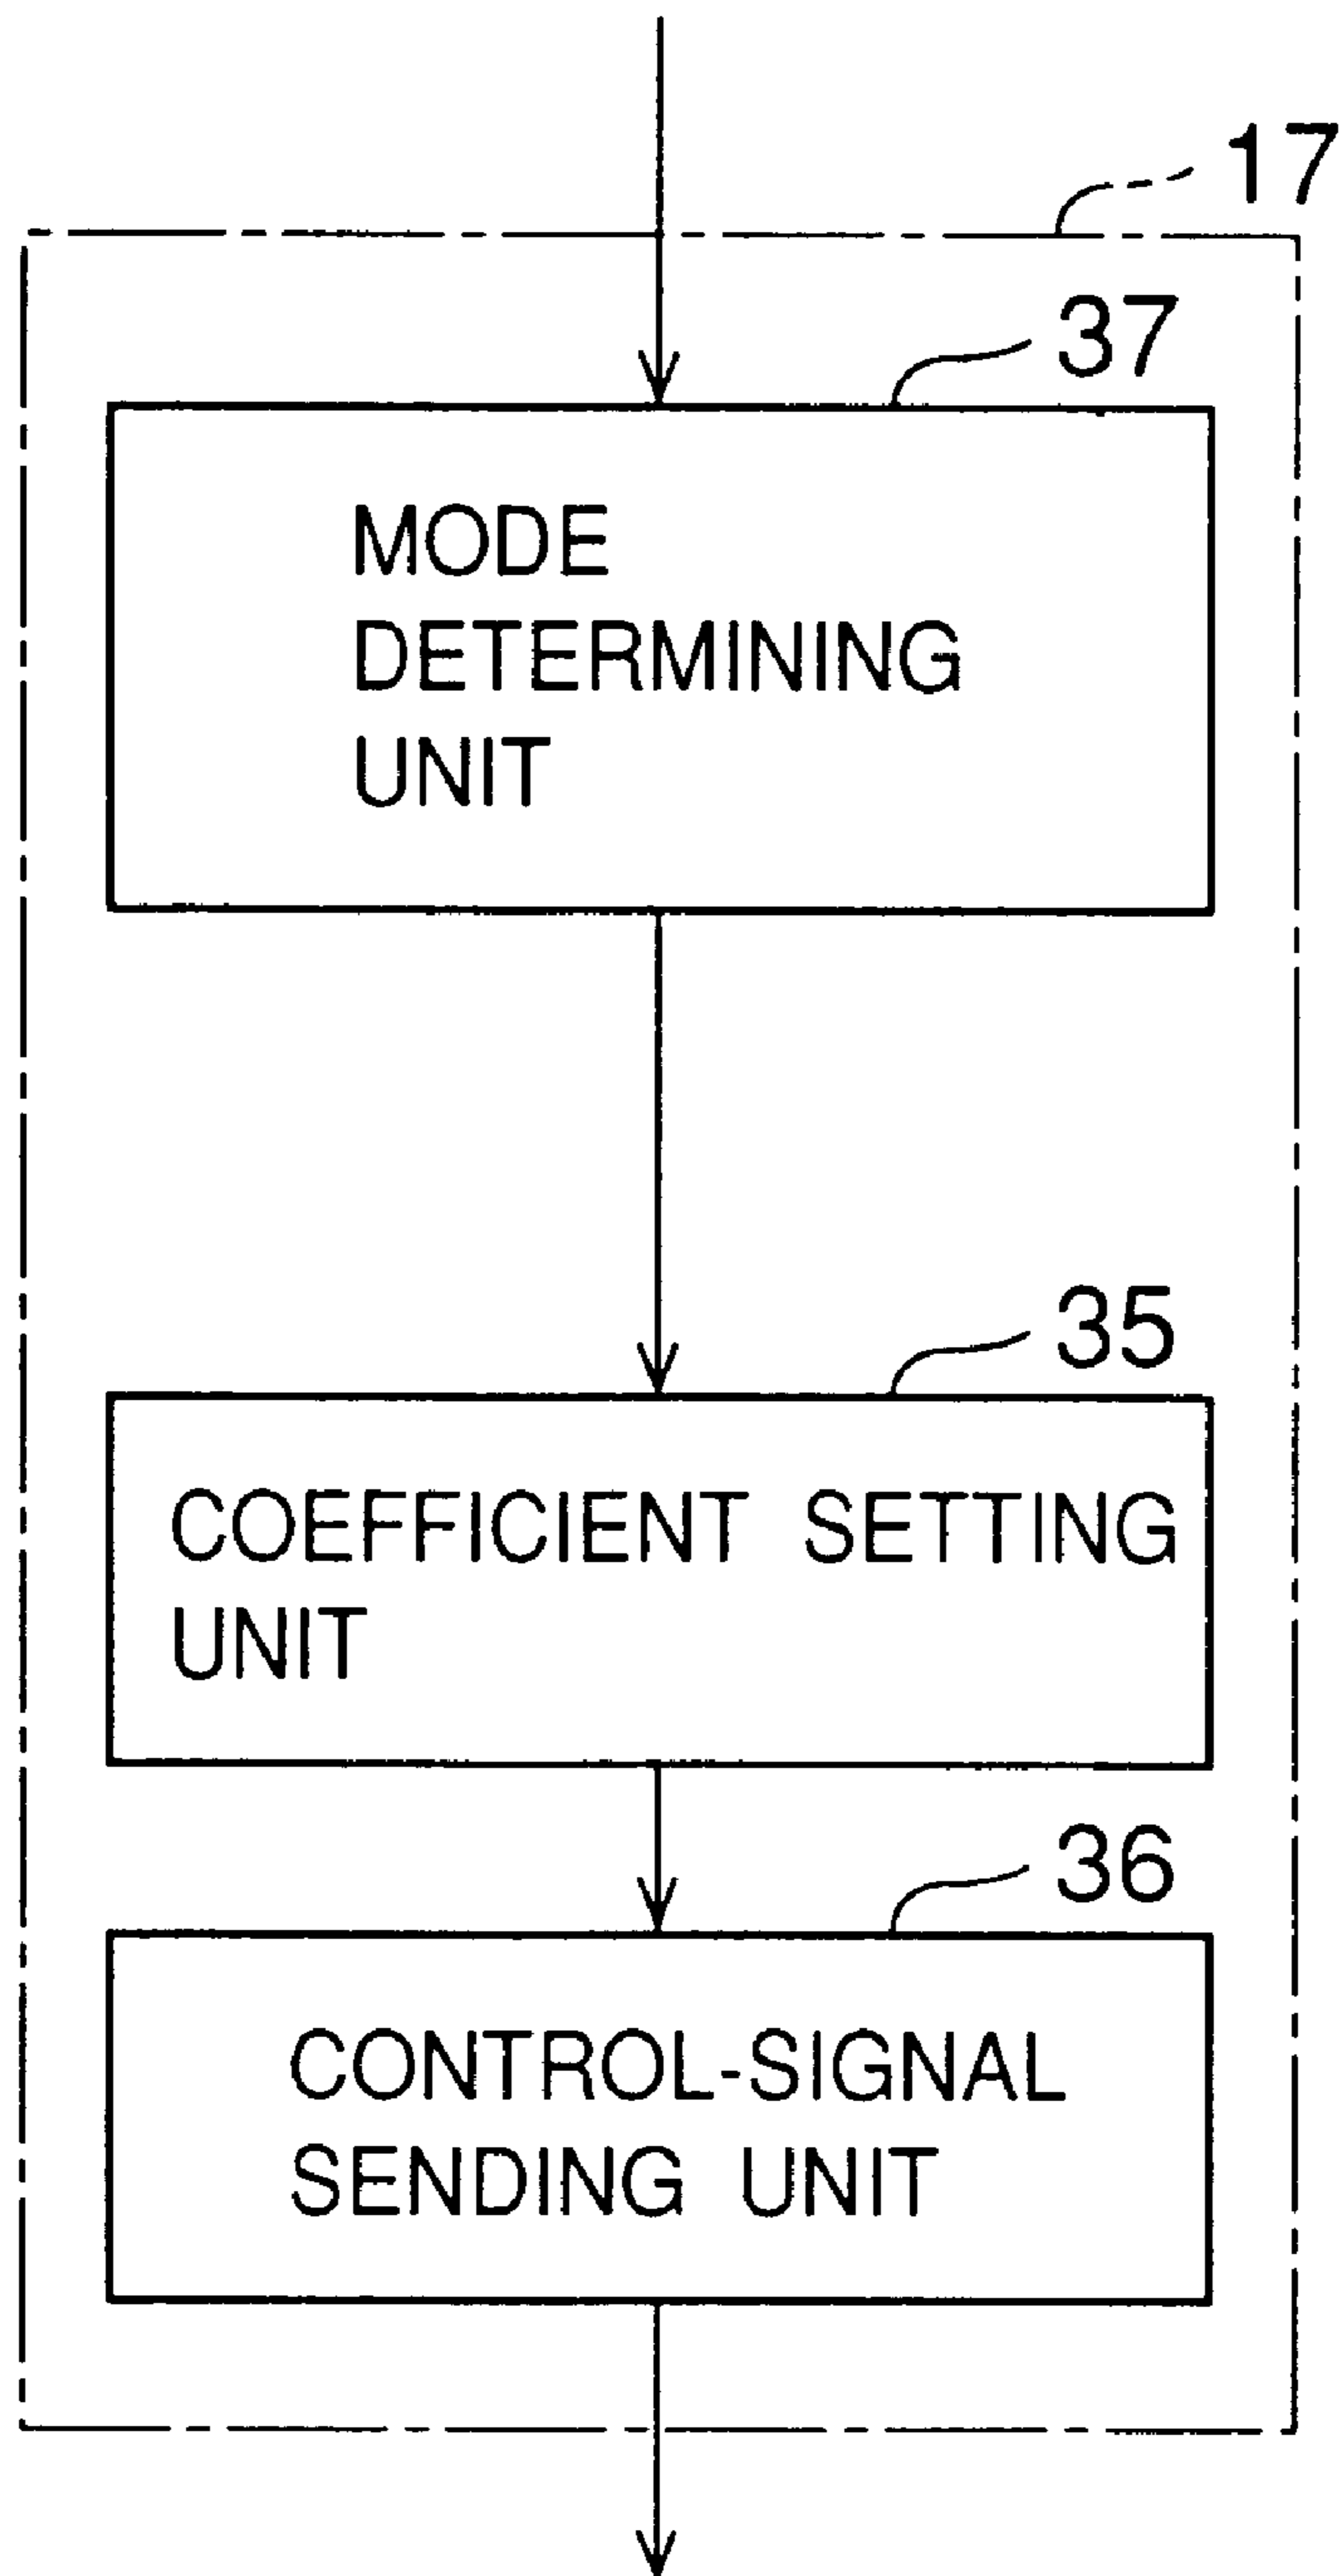 17
37
MODE
DETERMINING
UNIT
35
COEFFICIENT SETTING
UNIT
36
CONTROL-SIGNAL
SENDING UNIT